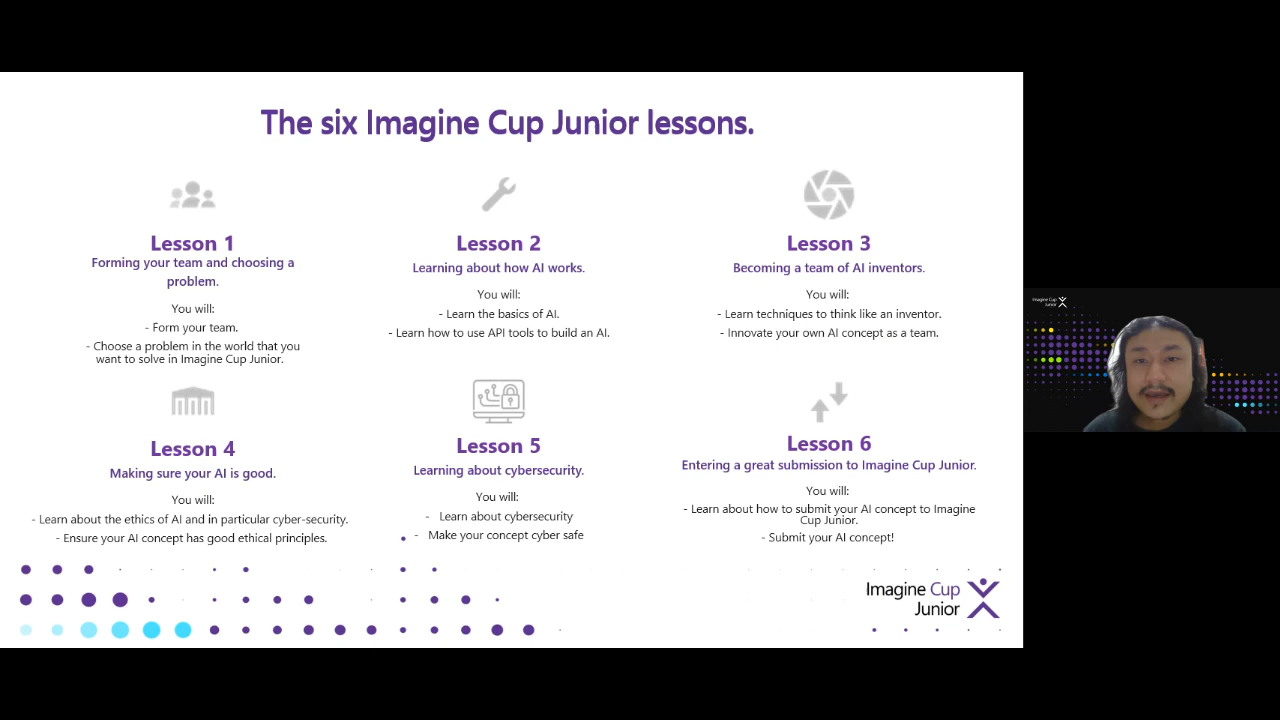 The six Imagine Cup Junior lessons.
Lesson 1
Forming your team and choosing a
problem.
You will:
- Form your team.
- Choose a problem in the world that you
want to solve in Imagine Cup Junior.
Lesson 2
Learning about how AI works.
You will:
- Learn the basics of AI.
- Learn how to use API tools to build an AI.
Lesson 3
Becoming a team of AI inventors.
You will:
- Learn techniques to think like an inventor.
- Innovate your own AI concept as a team.
Lesson 4
Making sure your AI is good.
You will:
- Learn about the ethics of AI and in particular cyber-security.
- Ensure your AI concept has good ethical principles.
Lesson 5
Learning about cybersecurity.
You will:
- Learn about cybersecurity
- Make your concept cyber safe
Lesson 6
Entering a great submission to Imagine Cup Junior.
You will:
- Learn about how to submit your AI concept to Imagine
Cup Junior.
- Submit your AI concept!
Imagine Cup
Junior
Imagine Cup
Junior